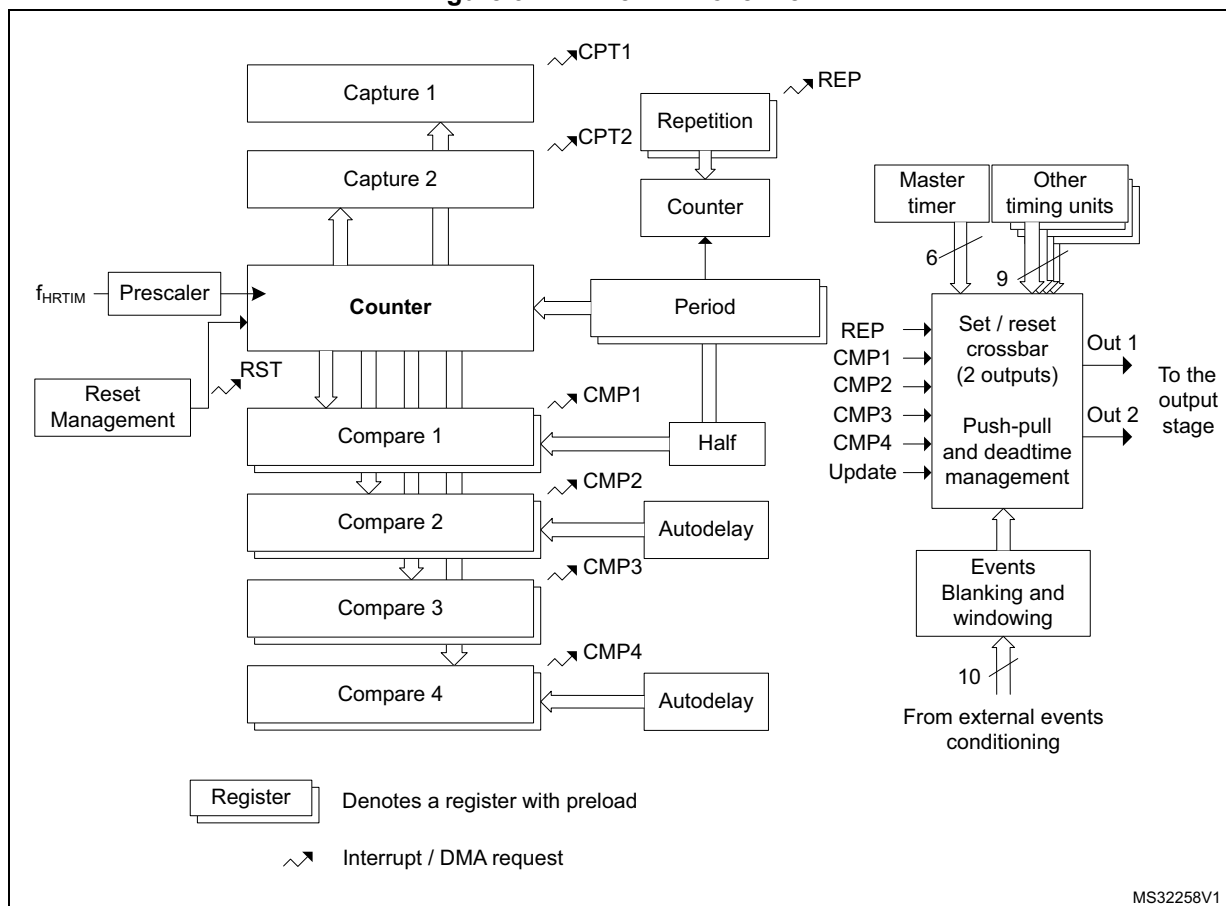 CPT1
Capture 1
REP
Repetition
CPT2
Capture 2
Counter
Master
timer
Other
timing units
6
9
fHRTIM
Prescaler
Counter
Period
REP
CMP1
CMP2
CMP3
CMP4
Update
Set / reset
crossbar
(2 outputs)
Push-pull
and deadtime
management
Out 1
Out 2
To the
output
stage
RST
Reset
Management
CMP1
Compare 1
Half
CMP2
Compare 2
Autodelay
CMP3
Compare 3
CMP4
Compare 4
Autodelay
Events
Blanking and
windowing
10
From external events
conditioning
Register
Denotes a register with preload
Interrupt / DMA request
MS32258V1